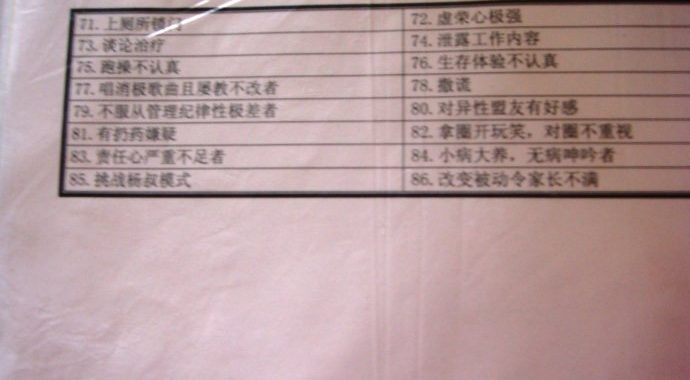 71. 上厕所锁门
72. 虚荣心极强
73. 谈论治疗
74. 泄露工作内容
75. 跑操不认真
76. 生存体验不认真
77. 唱消极歌曲且屡教不改者
78. 撒谎
79. 不服从管理纪律性极差者
80. 对异性盟友有好感
81. 有扔药嫌疑
82. 拿圈开玩笑，对圈不重视
83. 责任心严重不足者
84. 小病大养，无病呻吟者
85. 挑战杨叔模式
86. 改变被动令家长不满